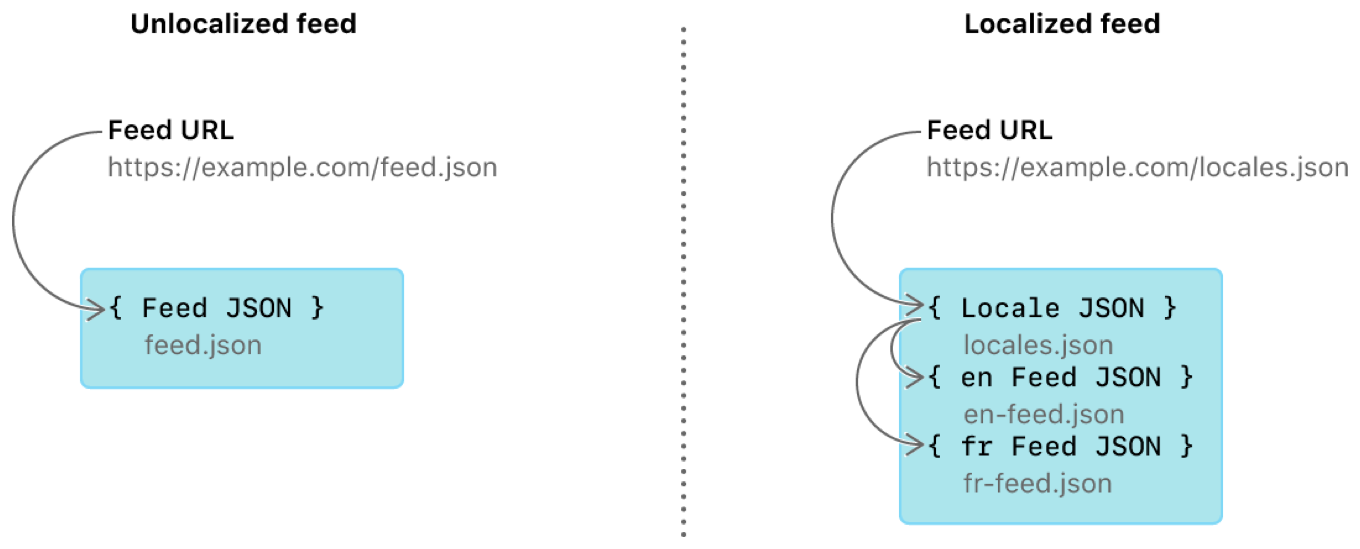 Unlocalized feed
Feed URL
https://example.com/feed.json
{ Feed JSON }
feed.json
Localized feed
Feed URL
https://example.com/locales.json
{ Locale JSON }
locales.json
{ en Feed JSON }
en-feed.json
{ fr Feed JSON }
fr-feed.json